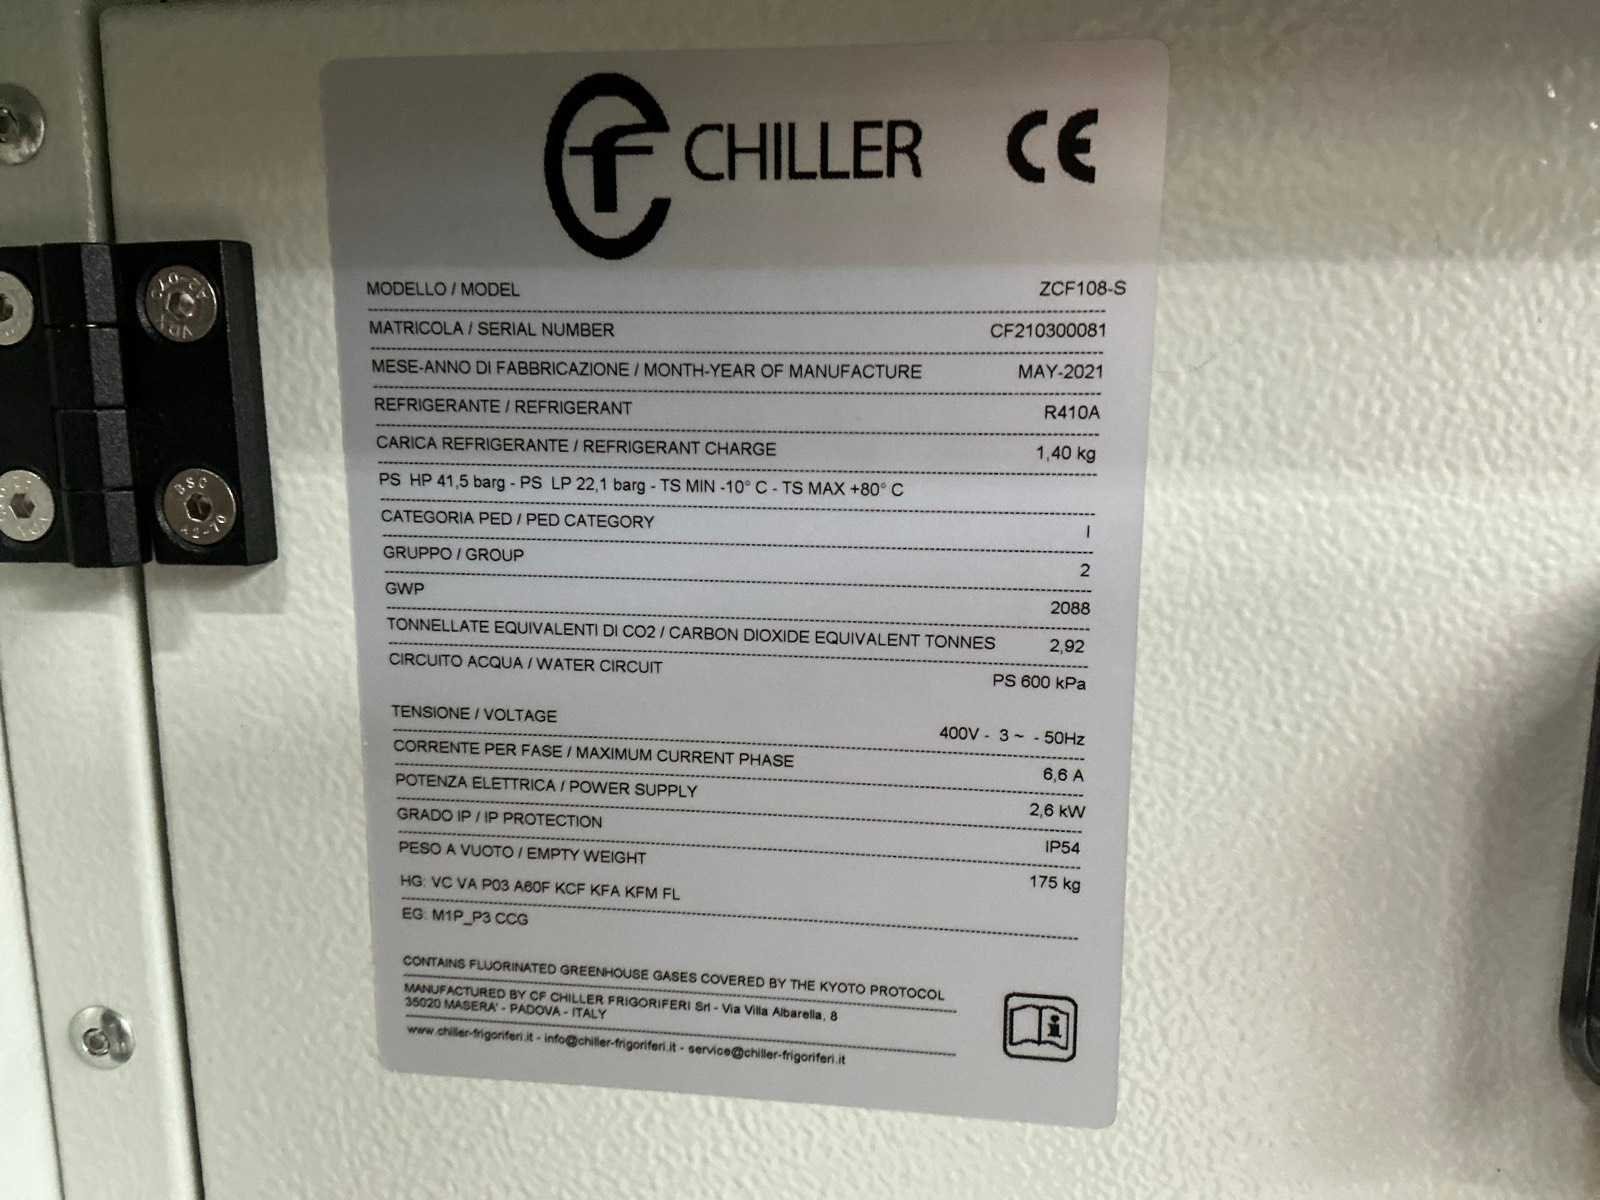 cf CHILLER CE
MODELLO / MODEL ZCF108-S
MATRICOLA / SERIAL NUMBER CF210300081
MESE-ANNO DI FABBRICAZIONE / MONTH-YEAR OF MANUFACTURE MAY-2021
REFRIGERANTE / REFRIGERANT R410A
CARICA REFRIGERANTE / REFRIGERANT CHARGE 1,40 kg
PS HP 41,5 barg - PS LP 22,1 barg - TS MIN -10° C - TS MAX +80° C
CATEGORIA PED / PED CATEGORY I
GRUPPO / GROUP 2
GWP 2088
TONNELLATE EQUIVALENTI DI CO2 / CARBON DIOXIDE EQUIVALENT TONNES 2,92
CIRCUITO ACQUA / WATER CIRCUIT PS 600 kPa
TENSIONE / VOLTAGE 400V - 3 ~ - 50Hz
CORRENTE PER FASE / MAXIMUM CURRENT PHASE 6,6 A
POTENZA ELETTRICA / POWER SUPPLY 2,6 kW
GRADO IP / IP PROTECTION IP54
PESO A VUOTO / EMPTY WEIGHT 175 kg
HG: VC VA P03 A60F KCF KFA KFM FL
EG: M1P_P3 CCG
CONTAINS FLUORINATED GREENHOUSE GASES COVERED BY THE KYOTO PROTOCOL
MANUFACTURED BY CF CHILLER FRIGORIFERI Srl - Via Villa Albarella, 8
35020 MASERA' - PADOVA - ITALY
www.chiller-frigoriferi.it - info@chiller-frigoriferi.it - service@chiller-frigoriferi.it